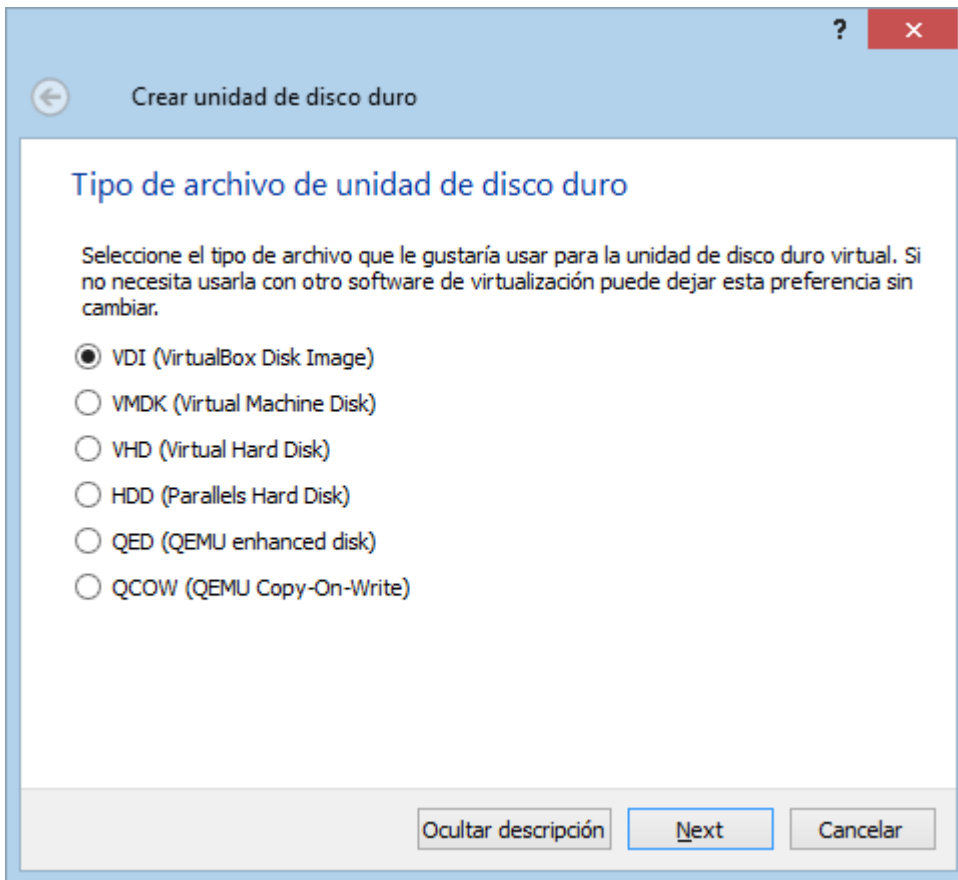 ?
Crear unidad de disco duro
Tipo de archivo de unidad de disco duro
Seleccione el tipo de archivo que le gustaría usar para la unidad de disco duro virtual. Si
no necesita usarla con otro software de virtualización puede dejar esta preferencia sin
cambiar.
VDI (VirtualBox Disk Image)
VMDK (Virtual Machine Disk)
VHD (Virtual Hard Disk)
HDD (Parallels Hard Disk)
QED (QEMU enhanced disk)
QCOW (QEMU Copy-On-Write)
Ocultar descripción Next Cancelar